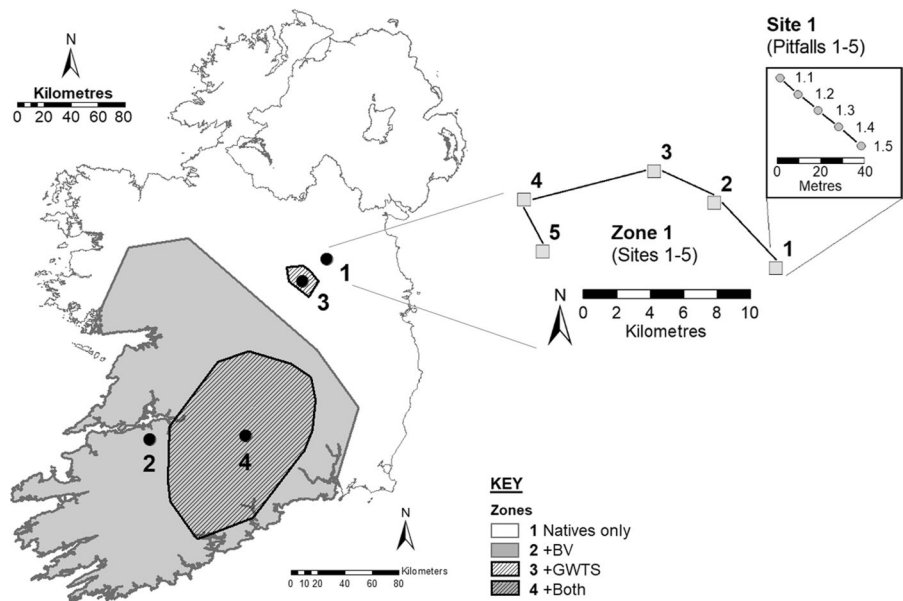 N
Kilometres
0 20 40 60 80
1
3
2
4
N
Kilometers
0 10 20 40 60 80
Site 1
(Pitfalls 1-5)
1.1
1.2
1.3
1.4
1.5
0 20 40
Metres
3
4
2
5
Zone 1
(Sites 1-5)
1
N
0 2 4 6 8 10
Kilometres
KEY
Zones
1 Natives only
2 +BV
3 +GWTS
4 +Both